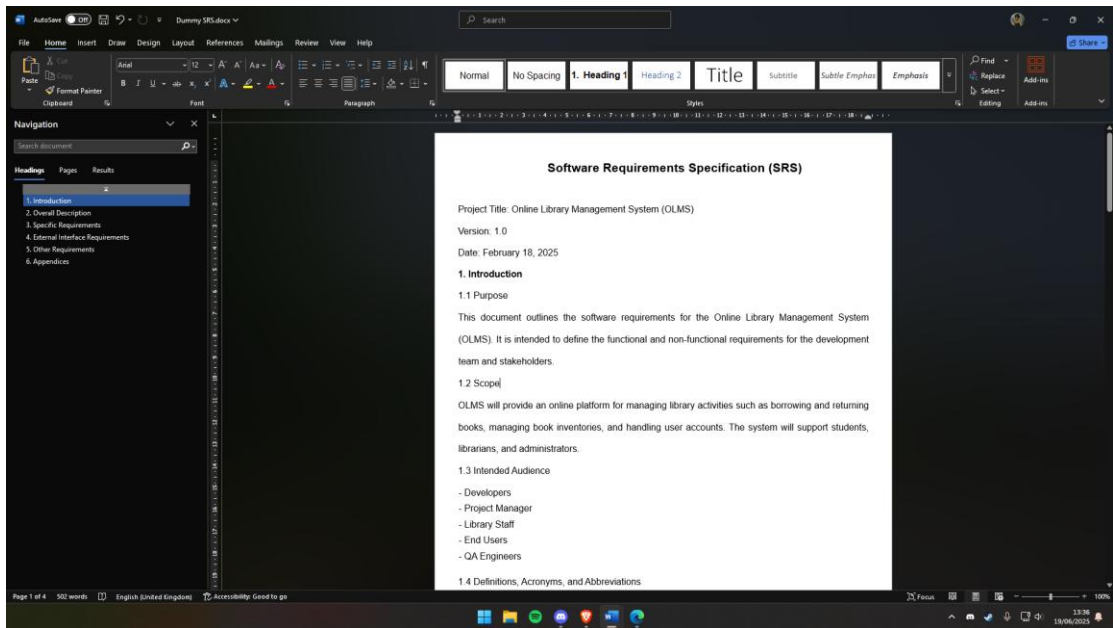 AutoSave Off Dummy SRS.docx Search
File Home Insert Draw Design Layout References Mailings Review View Help Share
Paste Cut Copy Format Painter
Arial 12
Normal No Spacing 1. Heading 1 Heading 2 Title Subtitle Subtle Emphas Emphasis
Find Replace Select Add-ins
Clipboard Font Paragraph Styles Editing Add-ins
Navigation
Search document
Headings Pages Results
1. Introduction
2. Overall Description
3. Specific Requirements
4. External Interface Requirements
5. Other Requirements
6. Appendices
Software Requirements Specification (SRS)
Project Title: Online Library Management System (OLMS)
Version: 1.0
Date: February 18, 2025
1. Introduction
1.1 Purpose
This document outlines the software requirements for the Online Library Management System
(OLMS). It is intended to define the functional and non-functional requirements for the development
team and stakeholders.
1.2 Scope
OLMS will provide an online platform for managing library activities such as borrowing and returning
books, managing book inventories, and handling user accounts. The system will support students,
librarians, and administrators.
1.3 Intended Audience
- Developers
- Project Manager
- Library Staff
- End Users
- QA Engineers
1.4 Definitions, Acronyms, and Abbreviations
Page 1 of 4 502 words English (United Kingdom) Accessibility: Good to go Focus 100%
13:36
19/06/2025